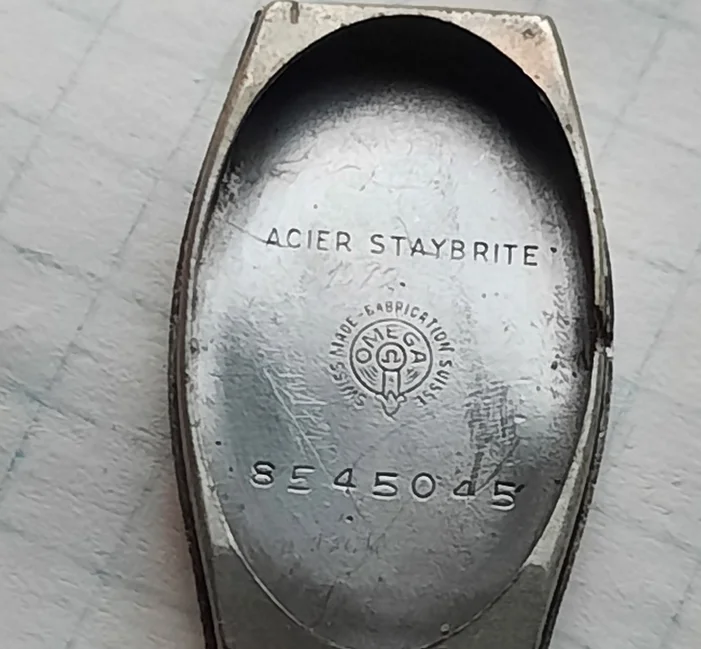 ACIER STAYBRITE
SWISS MADE - FABRICATION SUISSE
OMEGA
Ω
8545045